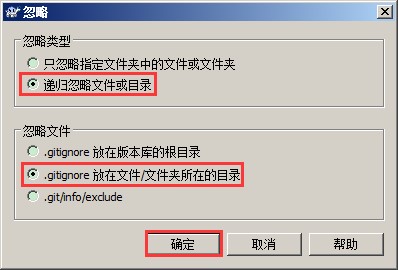 忽略
忽略类型
只忽略指定文件夹中的文件或文件夹
递归忽略文件或目录
忽略文件
.gitignore 放在版本库的根目录
.gitignore 放在文件/文件夹所在的目录
.git/info/exclude
确定 取消 帮助